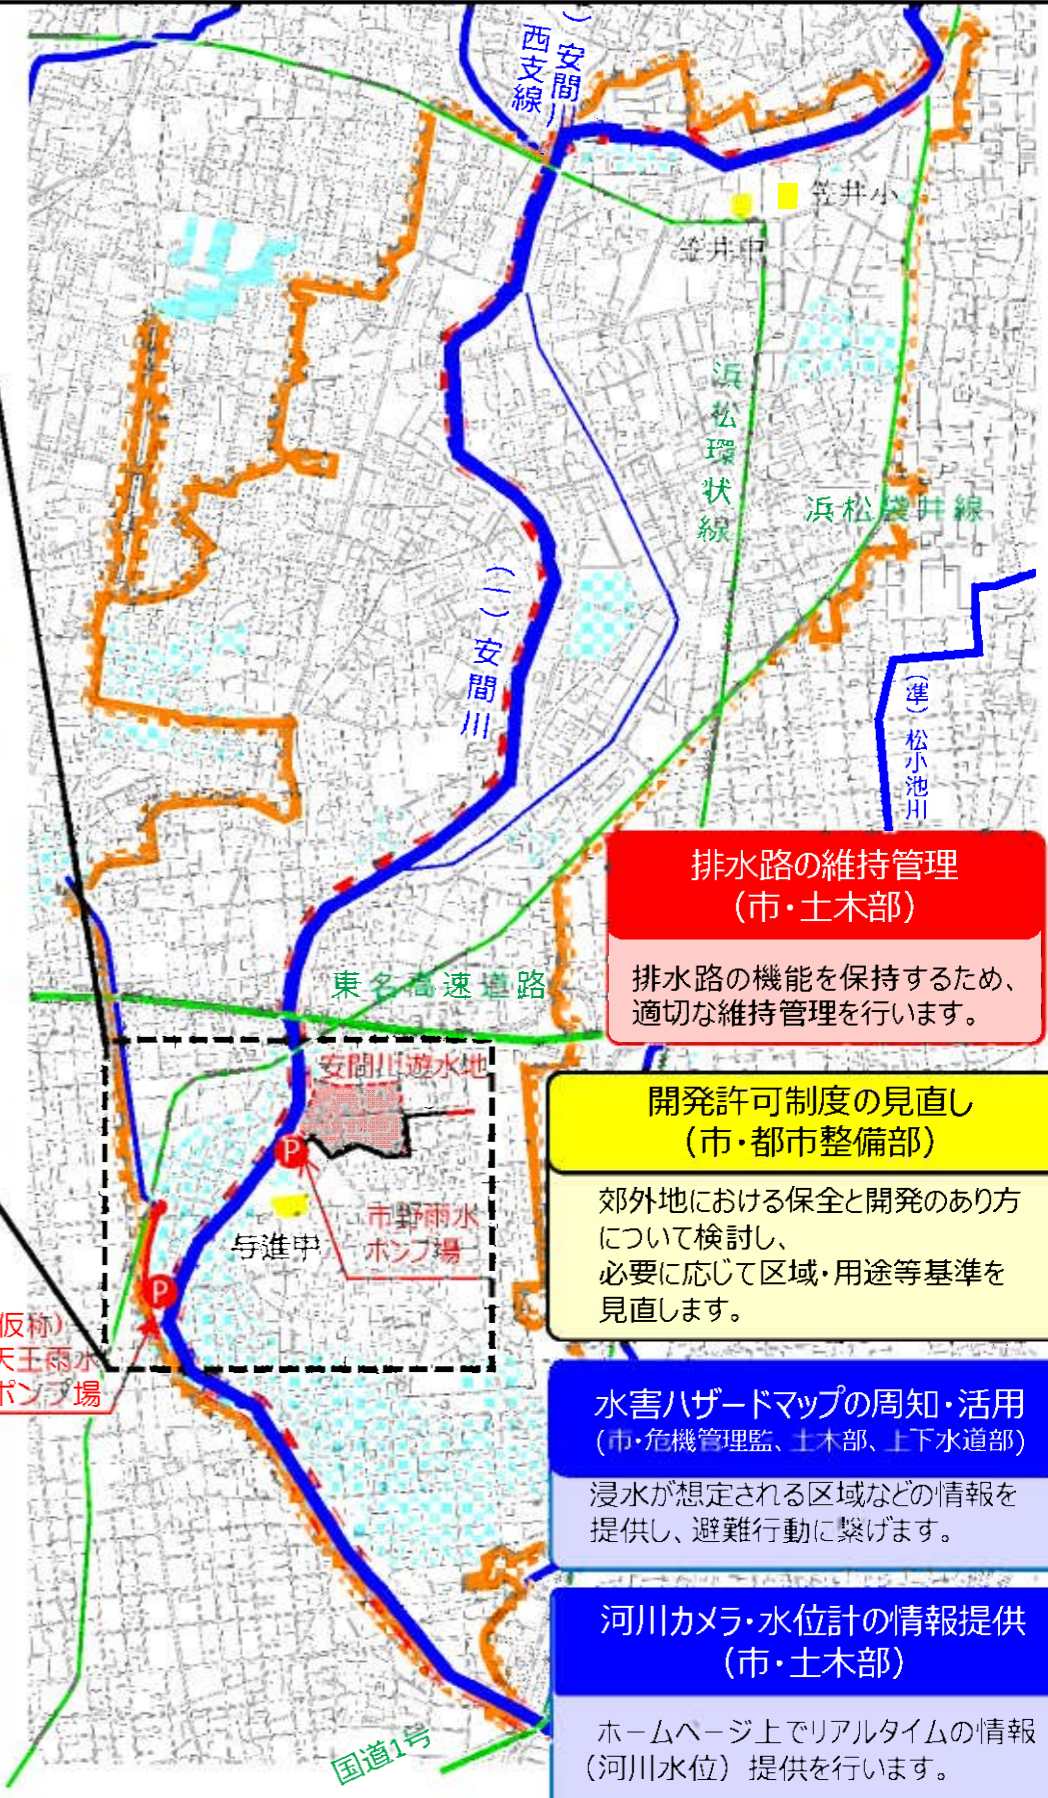 （二）安間川
西支線
笠井小
笠井中
浜松環状線
浜松袋井線
（二）安間川
（準）松小池川
東名高速道路
安間川遊水地
P
市野雨水
ポンプ場
与進中
P
仮称）
天王雨水
ポンプ場
国道1号
排水路の維持管理
（市・土木部）
排水路の機能を保持するため、
適切な維持管理を行います。
開発許可制度の見直し
（市・都市整備部）
郊外地における保全と開発のあり方
について検討し、
必要に応じて区域・用途等基準を
見直します。
水害ハザードマップの周知・活用
（市・危機管理監、土木部、上下水道部）
浸水が想定される区域などの情報を
提供し、避難行動に繋げます。
河川カメラ・水位計の情報提供
（市・土木部）
ホームページ上でリアルタイムの情報
（河川水位）提供を行います。